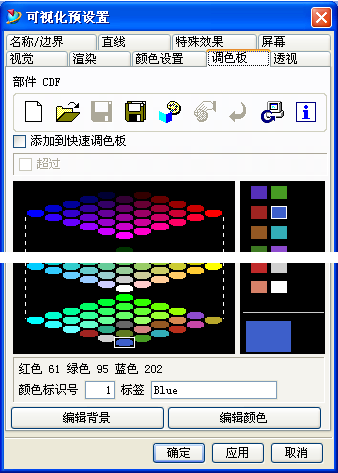 可视化预设置
名称/边界 直线 特殊效果 屏幕
视觉 渲染 颜色设置 调色板 透视
部件 CDF
添加到快速调色板
超过
红色 61 绿色 95 蓝色 202
颜色标识号 1 标签 Blue
编辑背景 编辑颜色
确定 应用 取消